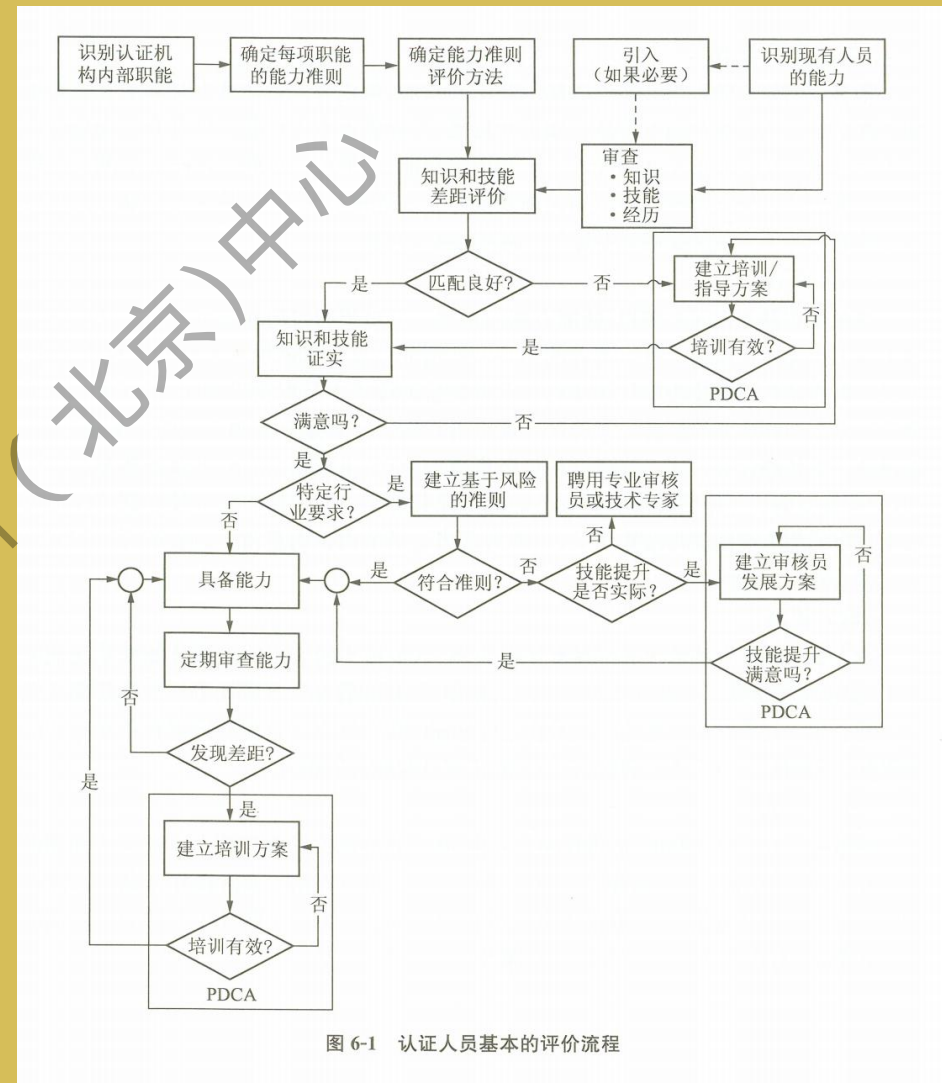 识别认证机
构内部职能
确定每项职能
的能力准则
确定能力准则
评价方法
引入
（如果必要）
识别现有人员
的能力
知识和技能
差距评价
审查
·知识
·技能
·经历
匹配良好？
是
否
建立培训/
指导方案
否
培训有效？
是
PDCA
知识和技能
证实
满意吗？
否
是
特定行
业要求？
是
否
建立基于风险
的准则
聘用专业审核
员或技术专家
符合准则？
是
否
技能提升
是否实际？
否
是
建立审核员
发展方案
否
技能提升
满意吗？
是
PDCA
具备能力
定期审查能力
发现差距？
否
是
建立培训方案
否
培训有效？
是
PDCA
图 6-1 认证人员基本的评价流程
（北京）中心